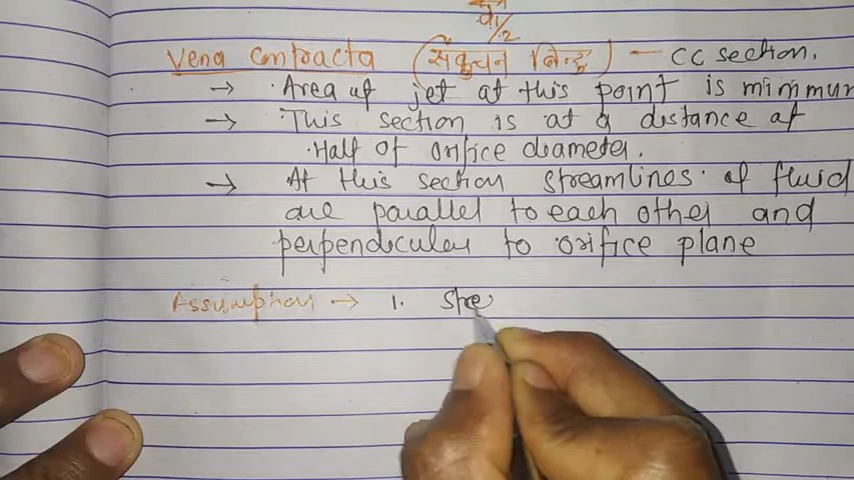 d1/2
Vena Contracta (संकुचन बिन्दु) - CC section.
→ Area of jet at this point is minimum
→ This section is at a distance of
Half of orifice diameter.
→ At this section streamlines of fluid
are parallel to each other and
perpendicular to orifice plane
Assumption → 1. Stre